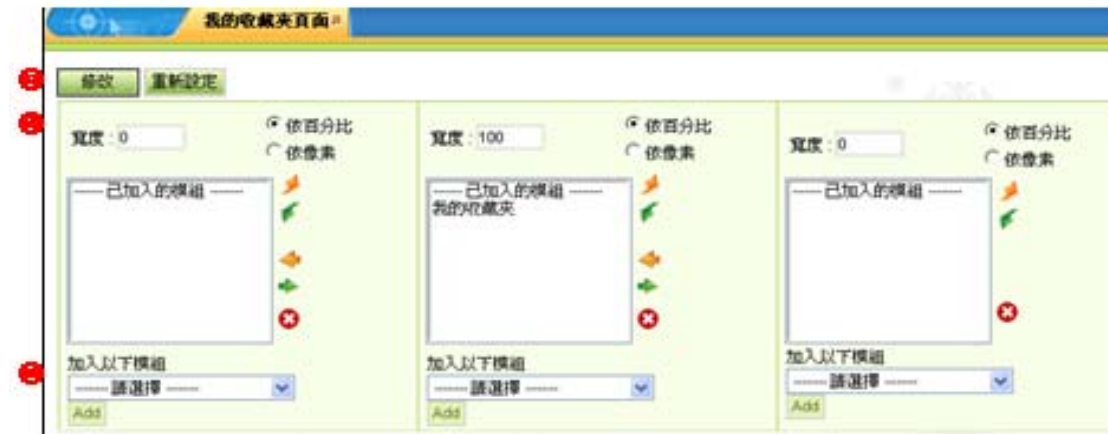 我的收藏夾頁面
修改 重新設定
寬度 : 0 依百分比 依像素
------ 已加入的模組 ------
加入以下模組
------- 請選擇 -------
Add
寬度 : 100 依百分比 依像素
------ 已加入的模組 ------
我的收藏夾
加入以下模組
------- 請選擇 -------
Add
寬度 : 0 依百分比 依像素
------ 已加入的模組 ------
加入以下模組
------- 請選擇 -------
Add